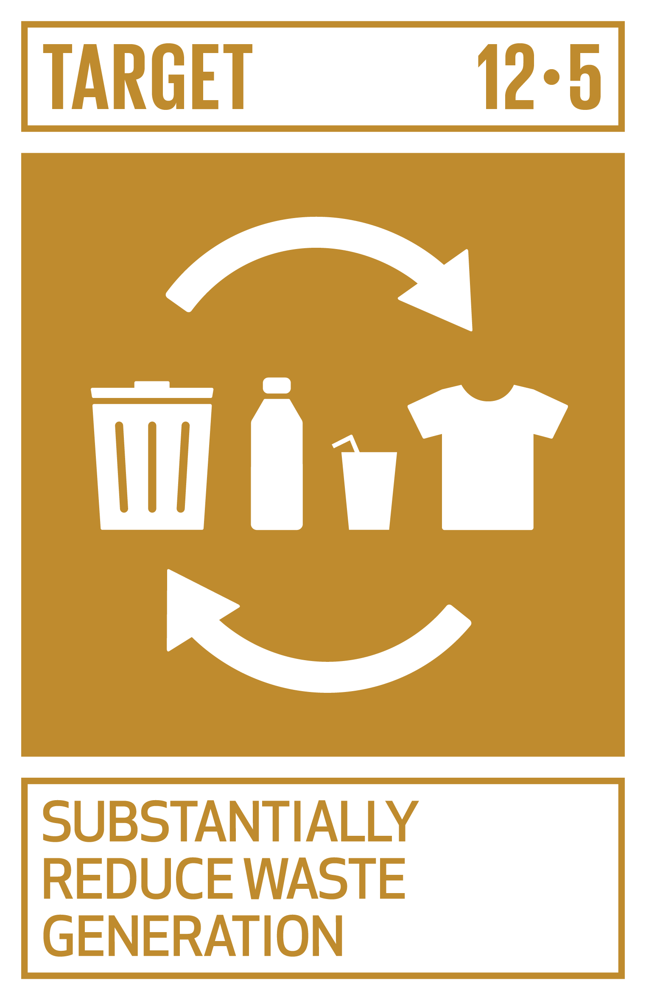 TARGET 12·5
SUBSTANTIALLY
REDUCE WASTE
GENERATION